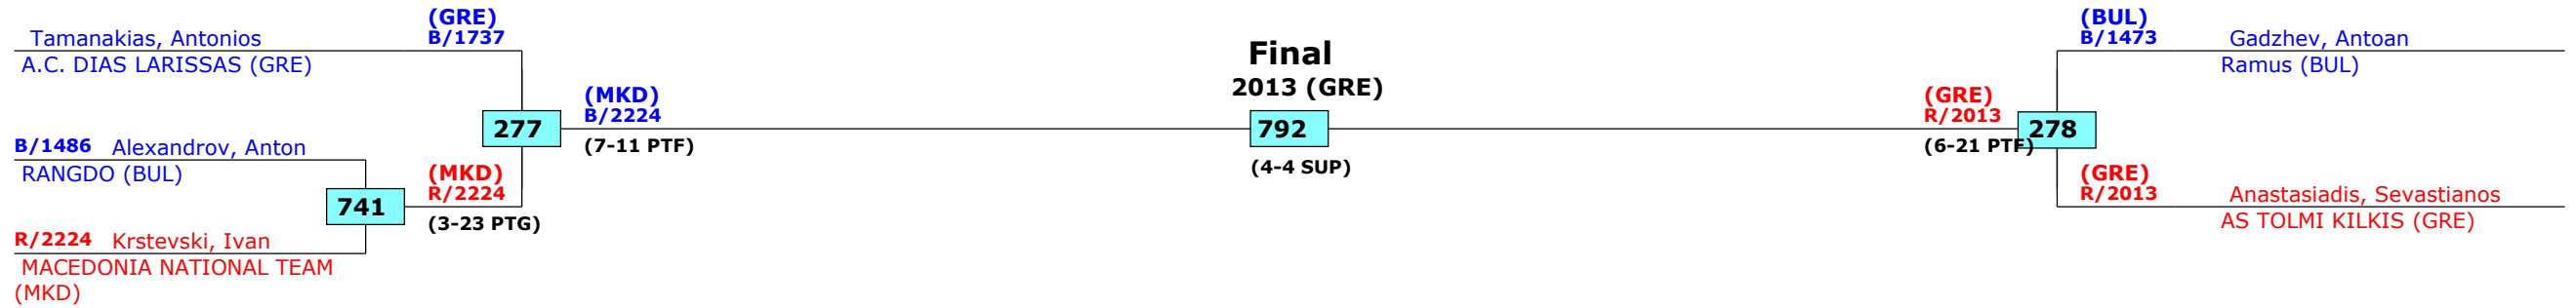 (GRE)
B/1737
Tamanakias, Antonios
A.C. DIAS LARISSAS (GRE)
B/1486 Alexandrov, Anton
RANGDO (BUL)
R/2224 Krstevski, Ivan
MACEDONIA NATIONAL TEAM
(MKD)
741
(MKD)
R/2224
(3-23 PTG)
277
(MKD)
B/2224
(7-11 PTF)
Final
2013 (GRE)
792
(4-4 SUP)
(GRE)
R/2013
(6-21 PTF)
278
(BUL)
B/1473
Gadzhev, Antoan
Ramus (BUL)
(GRE)
R/2013
Anastasiadis, Sevastianos
AS TOLMI KILKIS (GRE)